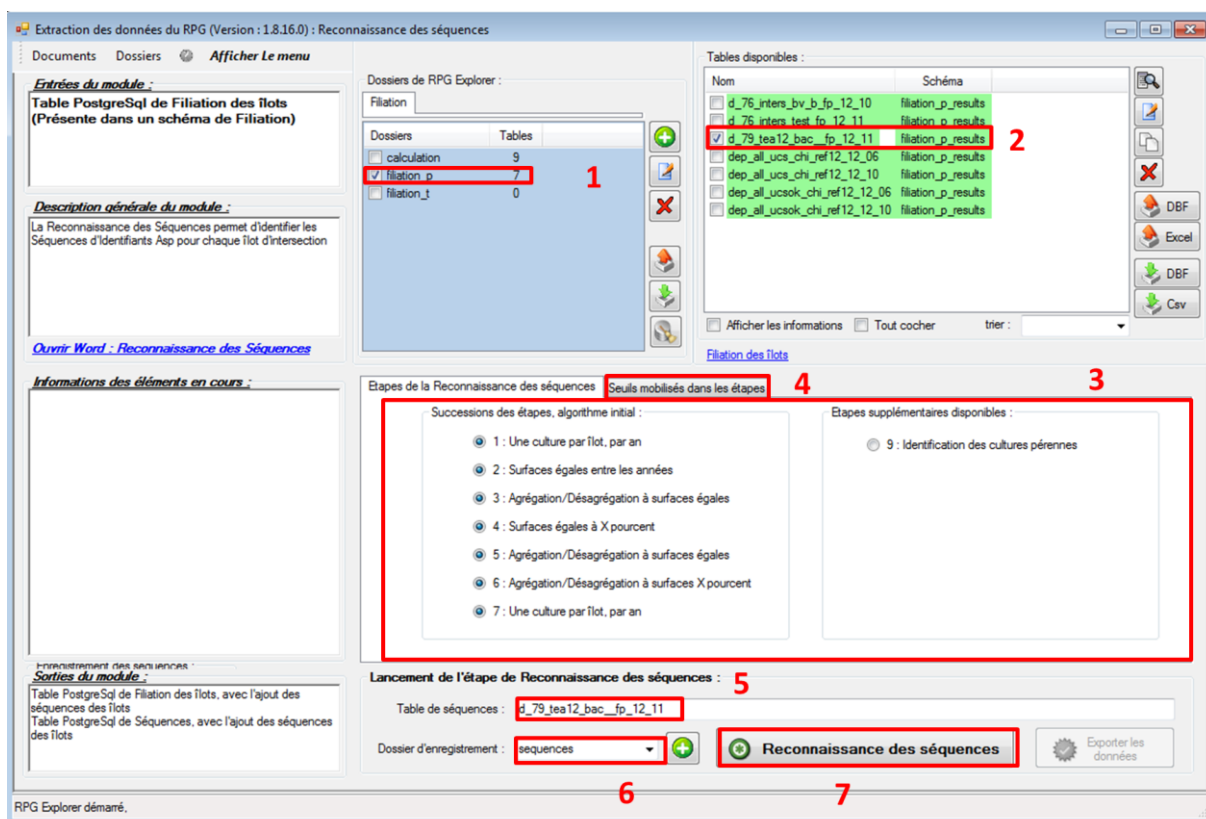 Extraction des données du RPG (Version : 1.8.16.0) : Reconnaissance des séquences
Documents Dossiers Afficher Le menu
Entrées du module :
Table PostgreSql de Filiation des îlots
(Présente dans un schéma de Filiation)
Description générale du module :
La Reconnaissance des Séquences permet d'identifier les
Séquences d'Identifiants Asp pour chaque îlot d'intersection
Ouvrir Word : Reconnaissance des Séquences
Informations des éléments en cours :
Enregistrement des séquences :
Sorties du module :
Table PostgreSql de Filiation des îlots, avec l'ajout des
séquences des îlots
Table PostgreSql de Séquences, avec l'ajout des séquences
des îlots
Dossiers de RPG Explorer :
Filiation
Dossiers Tables
calculation 9
filiation_p 7
filiation_t 0
1
Tables disponibles :
Nom Schéma
d_76_inters_bv_b_fp_12_10 filiation_p_results
d_76_inters_test_fp_12_11 filiation_p_results
d_79_tea12_bac__fp_12_11 filiation_p_results
2
dep_all_ucs_chi_ref12_12_06 filiation_p_results
dep_all_ucs_chi_ref12_12_10 filiation_p_results
dep_all_ucsok_chi_ref12_12_06 filiation_p_results
dep_all_ucsok_chi_ref12_12_10 filiation_p_results
DBF
Excel
DBF
Csv
Afficher les informations Tout cocher trier :
Filiation des îlots
Etapes de la Reconnaissance des séquences Seuils mobilisés dans les étapes
4
3
Successions des étapes, algorithme initial :
1 : Une culture par îlot, par an
2 : Surfaces égales entre les années
3 : Agrégation/Désagrégation à surfaces égales
4 : Surfaces égales à X pourcent
5 : Agrégation/Désagrégation à surfaces égales
6 : Agrégation/Désagrégation à surfaces X pourcent
7 : Une culture par îlot, par an
Etapes supplémentaires disponibles :
9 : Identification des cultures pérennes
Lancement de l'étape de Reconnaissance des séquences :
5
Table de séquences : d_79_tea12_bac__fp_12_11
Dossier d'enregistrement : sequences
Reconnaissance des séquences
Exporter les
données
6
7
RPG Explorer démarré,